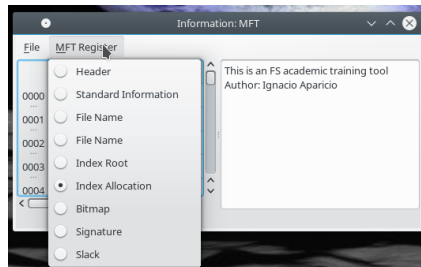 Information: MFT
File MFT Register
Header
Standard Information
File Name
File Name
Index Root
Index Allocation
Bitmap
Signature
Slack
0000
...
0001
...
0002
...
0003
...
0004
This is an FS academic training tool
Author: Ignacio Aparicio